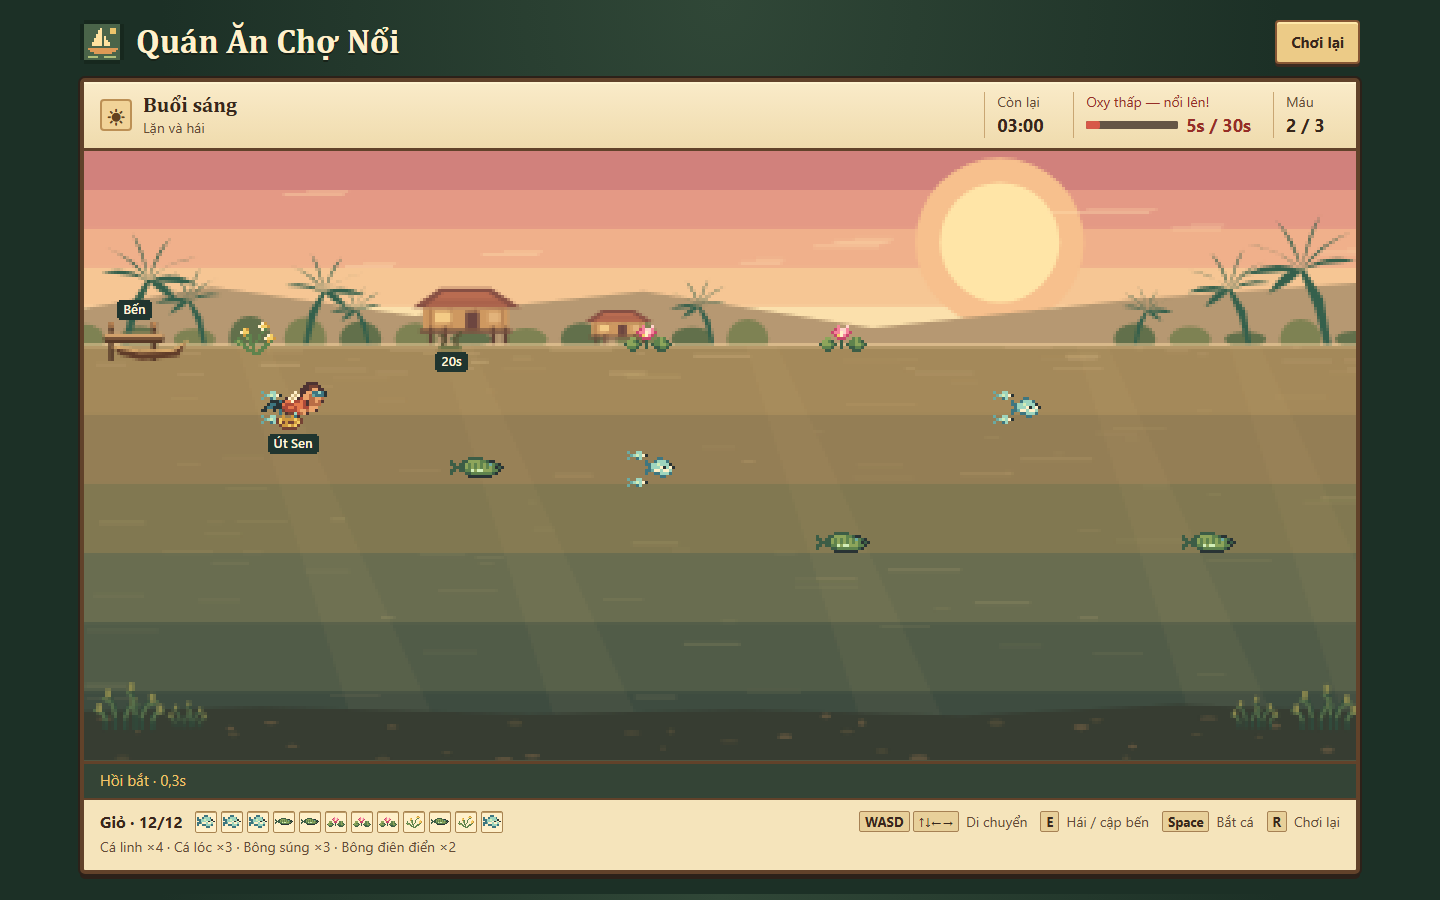 Quán Ăn Chợ Nổi
Chơi lại
Buổi sáng
Lặn và hái
Còn lại
03:00
Oxy thấp — nổi lên!
5s / 30s
Máu
2 / 3
Bến
20s
Út Sen
Hồi bắt · 0,3s
Giỏ · 12/12
WASD ↑↓←→ Di chuyển E Hái / cập bến Space Bắt cá R Chơi lại
Cá linh ×4 · Cá lóc ×3 · Bông súng ×3 · Bông điên điển ×2